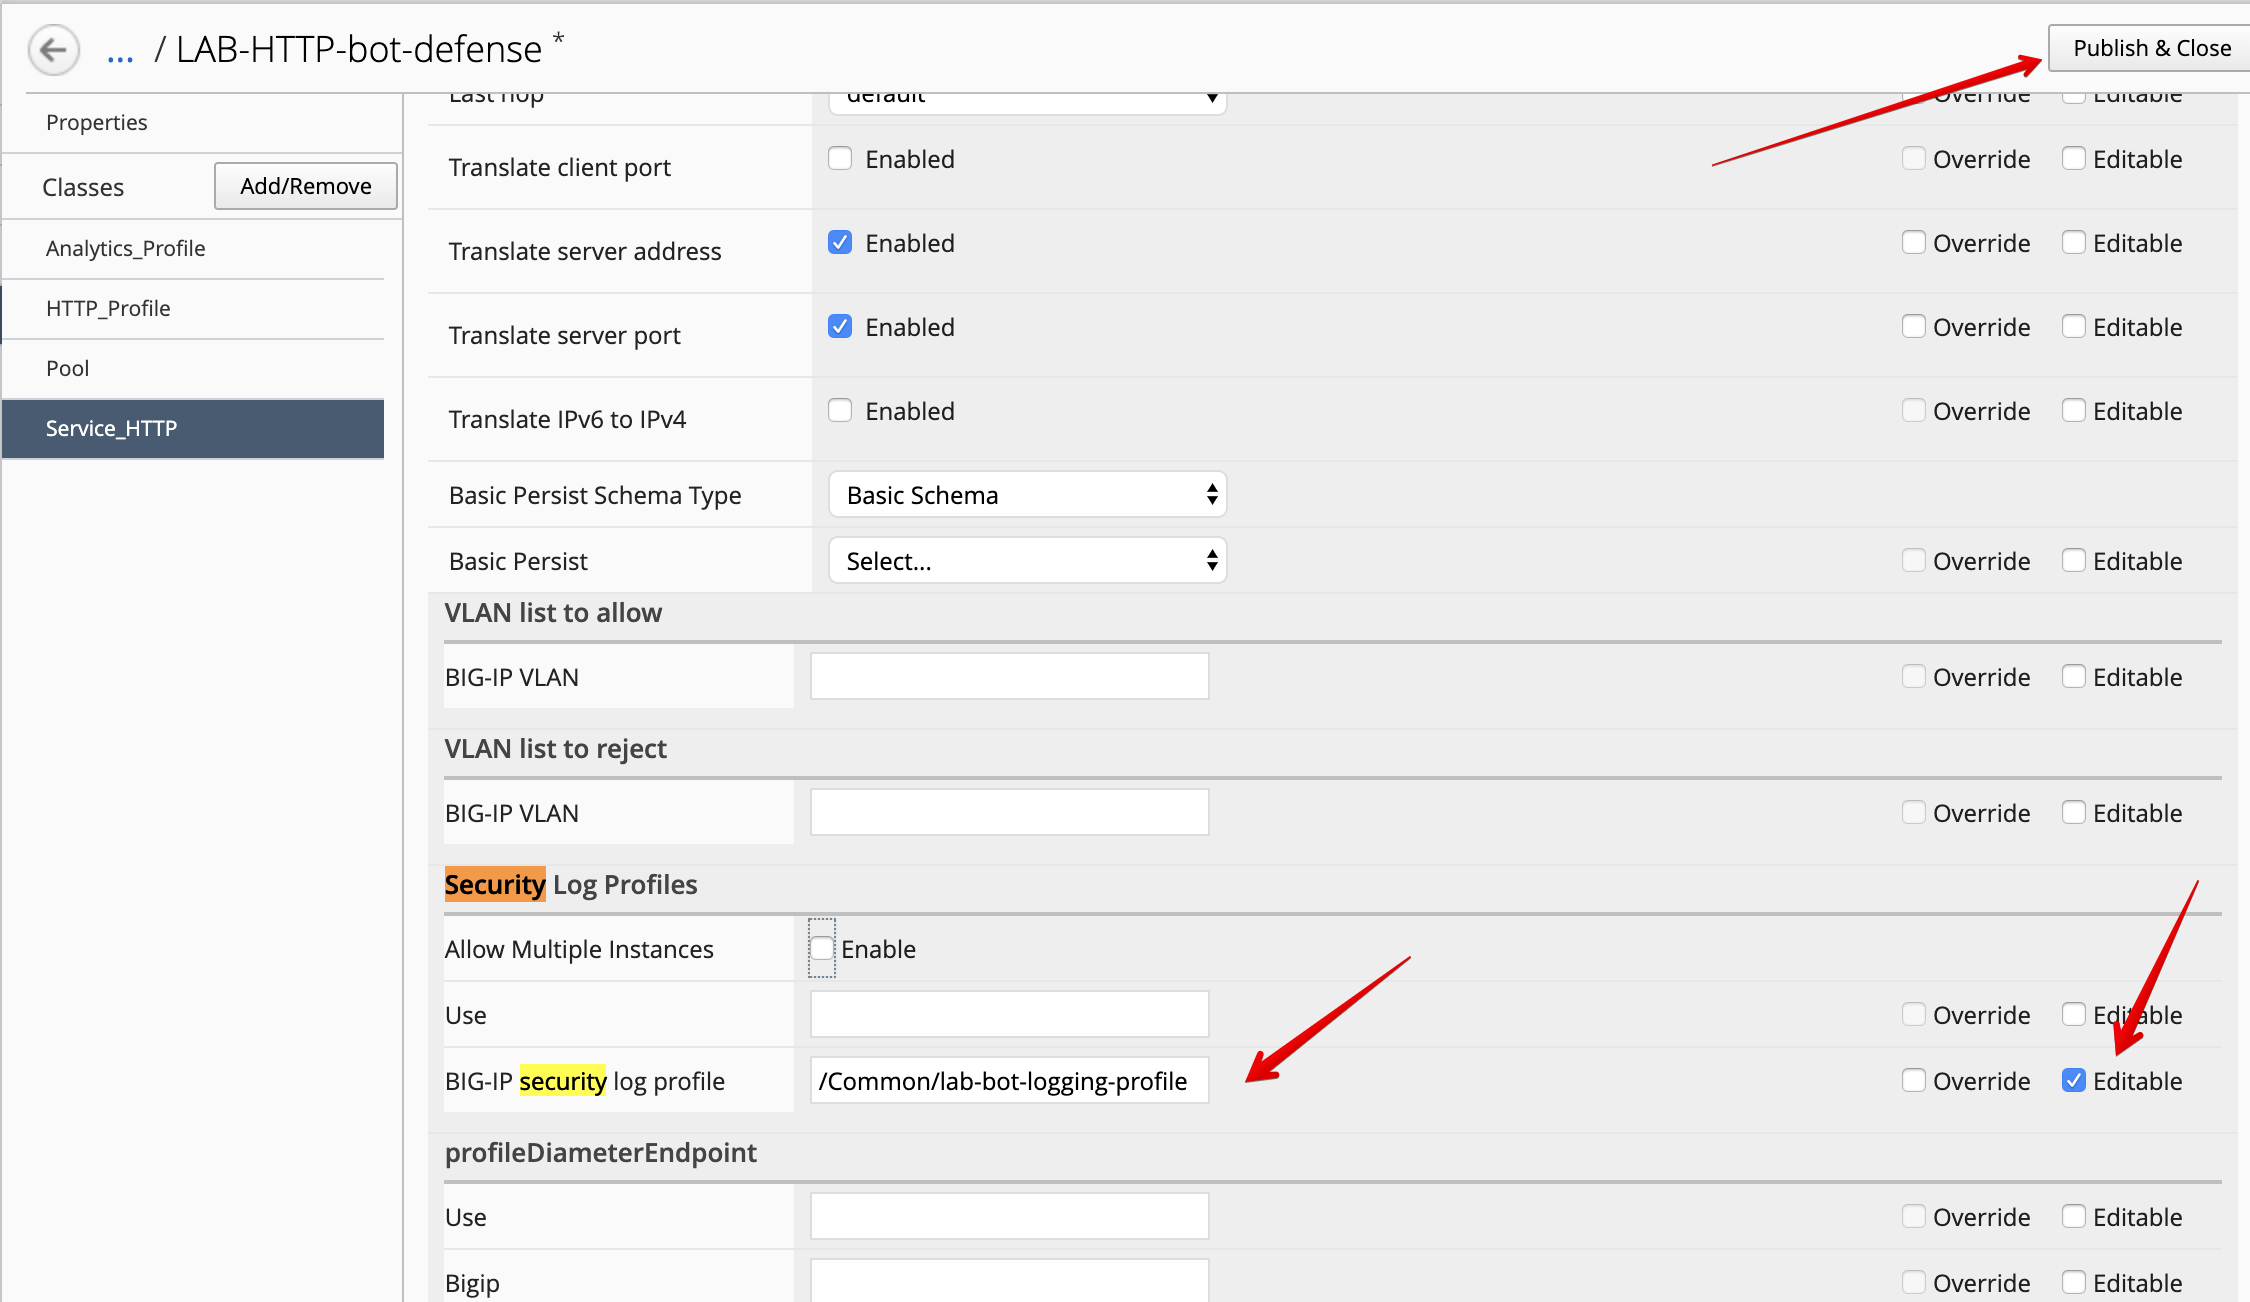 ... / LAB-HTTP-bot-defense *
Publish & Close
Properties
Classes
Add/Remove
Analytics_Profile
HTTP_Profile
Pool
Service_HTTP
Last hop default Override Editable
Translate client port Enabled Override Editable
Translate server address Enabled Override Editable
Translate server port Enabled Override Editable
Translate IPv6 to IPv4 Enabled Override Editable
Basic Persist Schema Type Basic Schema
Basic Persist Select... Override Editable
VLAN list to allow
BIG-IP VLAN Override Editable
VLAN list to reject
BIG-IP VLAN Override Editable
Security Log Profiles
Allow Multiple Instances Enable
Use Override Editable
BIG-IP security log profile /Common/lab-bot-logging-profile Override Editable
profileDiameterEndpoint
Use Override Editable
Bigip Override Editable